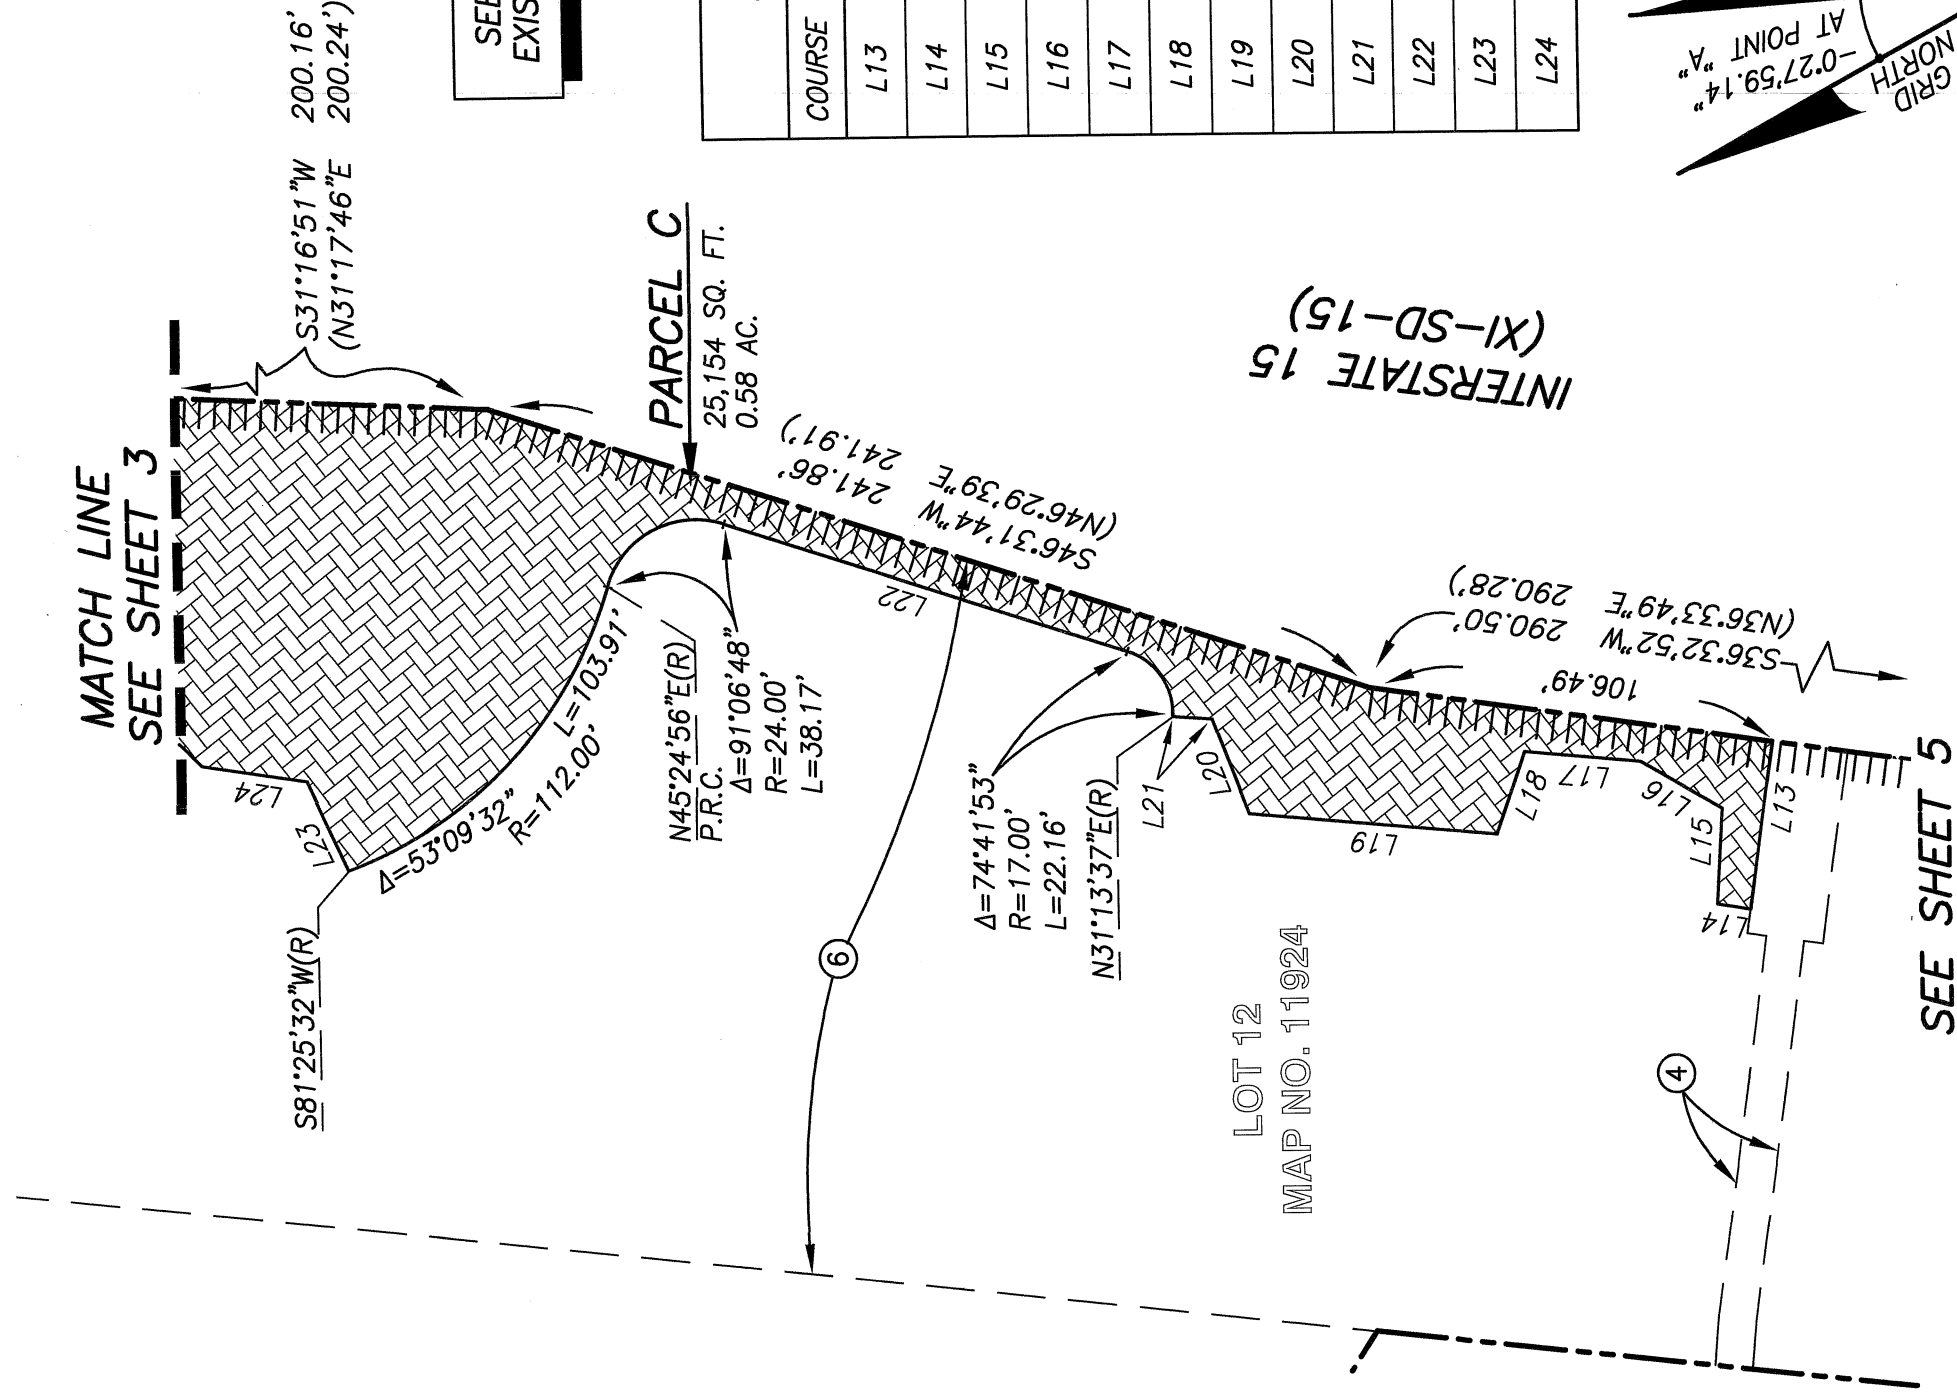 MATCH LINE
SEE SHEET 3
S31°16'51"W 200.16'
(N31°17'46"E 200.24')
SEE
EXIS
COURSE
L13
L14
L15
L16
L17
L18
L19
L20
L21
L22
L23
L24
-0°27'59.14"
AT POINT "A"
GRID
NORTH
PARCEL C
25,154 SQ. FT.
0.58 AC.
INTERSTATE 15
(XI-SD-15)
S46°31'44"W 241.86'
(N46°29'39"E 241.91')
S36°32'52"W 290.50'
(N36°33'49"E 290.28')
106.49'
L24
L23
S81°25'32"W(R)
Δ=53°09'32"
R=112.00'
L=103.91'
N45°24'56"E(R)
P.R.C.
Δ=91°06'48"
R=24.00'
L=38.17'
L22
6
Δ=74°41'53"
R=17.00'
L=22.16'
N31°13'37"E(R)
L21
L20
L19
L18
L17
L16
L15
L14
L13
LOT 12
MAP NO. 11924
4
SEE SHEET 5